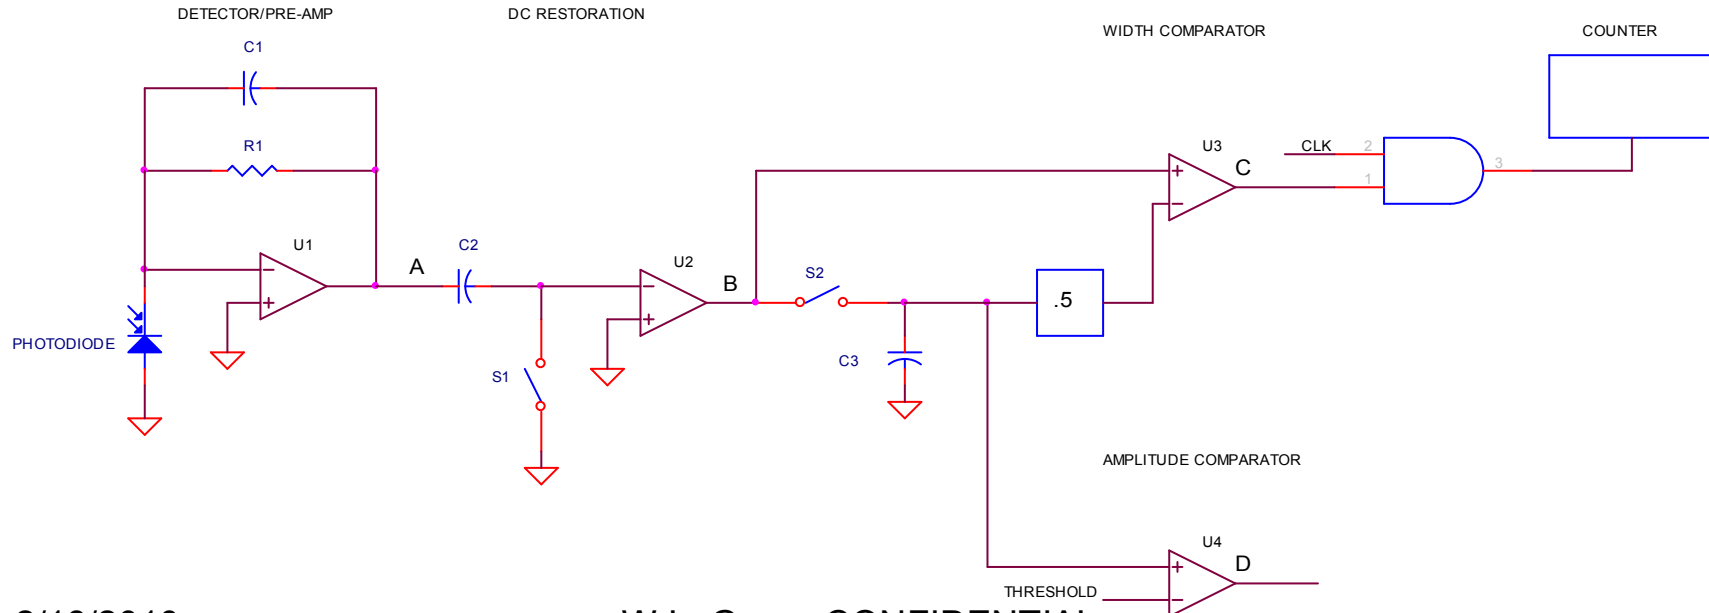 DETECTOR/PRE-AMP
DC RESTORATION
WIDTH COMPARATOR
COUNTER
C1
R1
U3
CLK
2
C
3
1
U1
A
C2
U2
B
S2
.5
PHOTODIODE
S1
C3
AMPLITUDE COMPARATOR
U4
D
THRESHOLD
CONFIDENTIAL